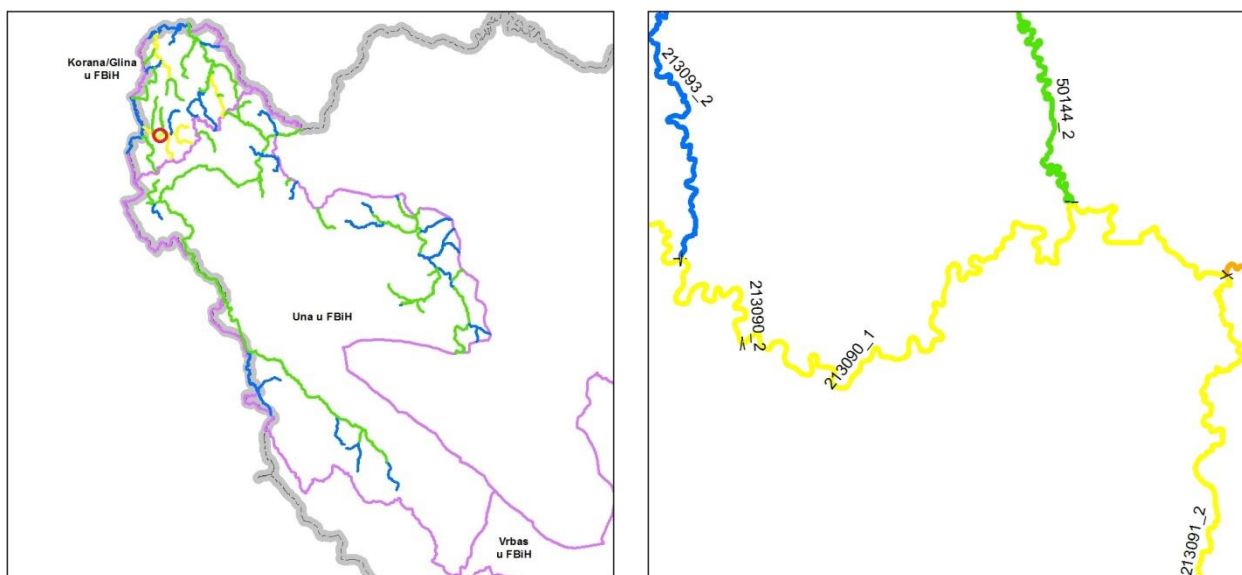 Korana/Glina
u FBiH
Una u FBiH
Vrbas
u FBiH
213093_2
50144_2
213090_2
213090_1
213091_2